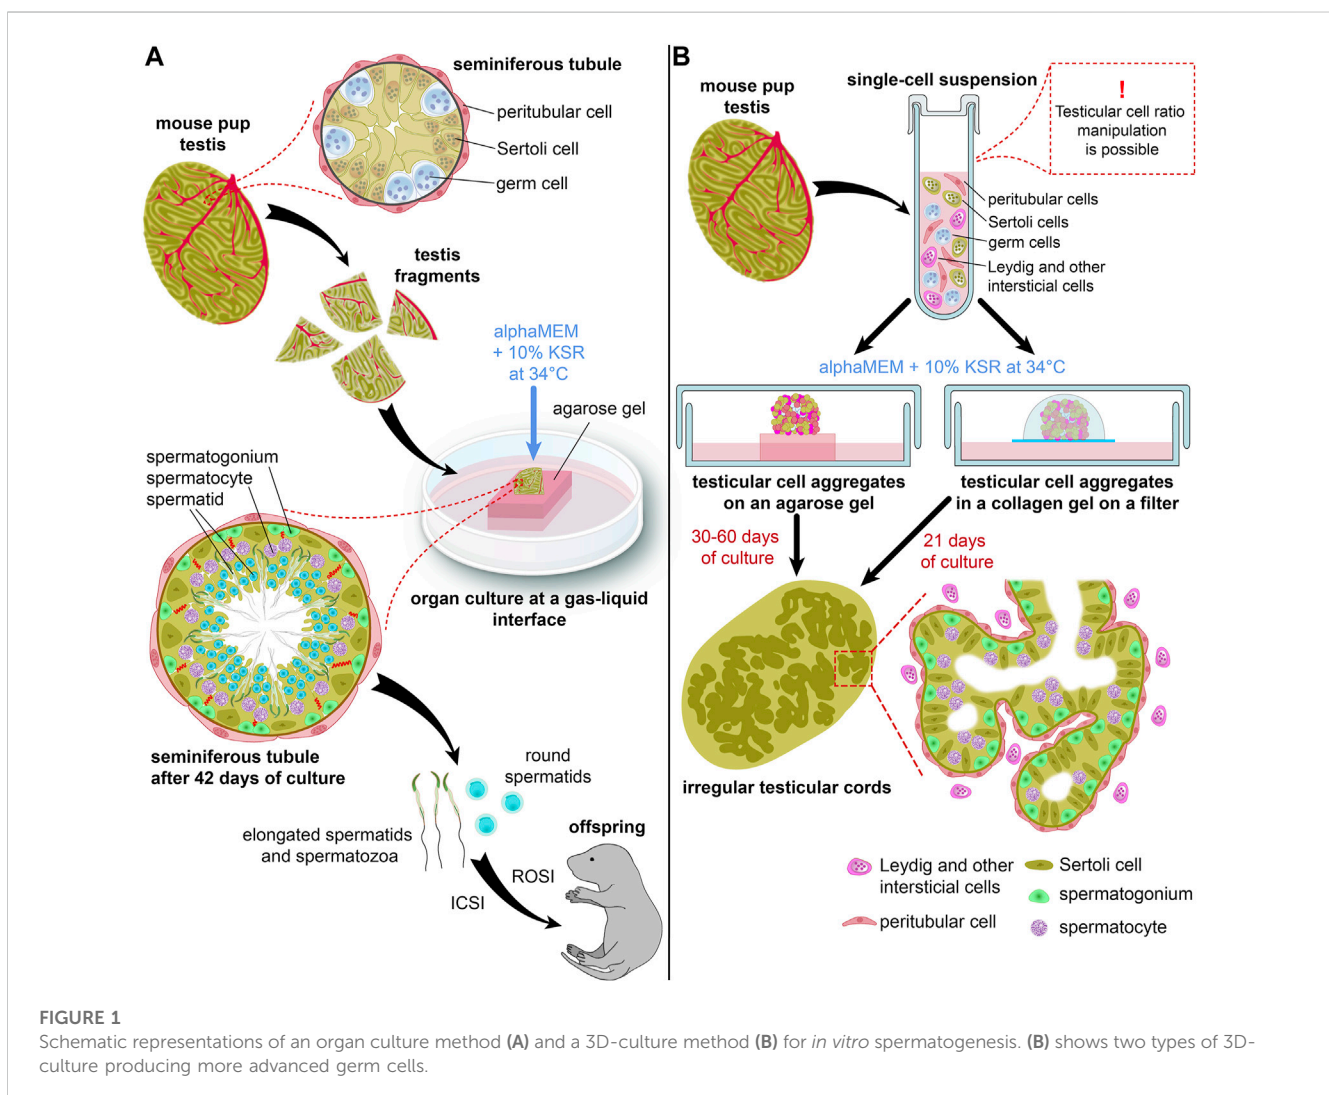 A
seminiferous tubule
peritubular cell
Sertoli cell
germ cell
mouse pup
testis
testis
fragments
alphaMEM
+ 10% KSR
at 34°C
agarose gel
spermatogonium
spermatocyte
spermatid
organ culture at a gas-liquid
interface
seminiferous tubule
after 42 days of culture
round
spermatids
elongated spermatids
and spermatozoa
offspring
ROSI
ICSI
B
mouse pup
testis
single-cell suspension
!
Testicular cell ratio
manipulation
is possible
peritubular cells
Sertoli cells
germ cells
Leydig and other
intersticial cells
alphaMEM + 10% KSR at 34°C
testicular cell aggregates
on an agarose gel
testicular cell aggregates
in a collagen gel on a filter
30-60 days
of culture
21 days
of culture
irregular testicular cords
Leydig and other
intersticial cells
peritubular cell
Sertoli cell
spermatogonium
spermatocyte
FIGURE 1
Schematic representations of an organ culture method (A) and a 3D-culture method (B) for in vitro spermatogenesis. (B) shows two types of 3D-
culture producing more advanced germ cells.